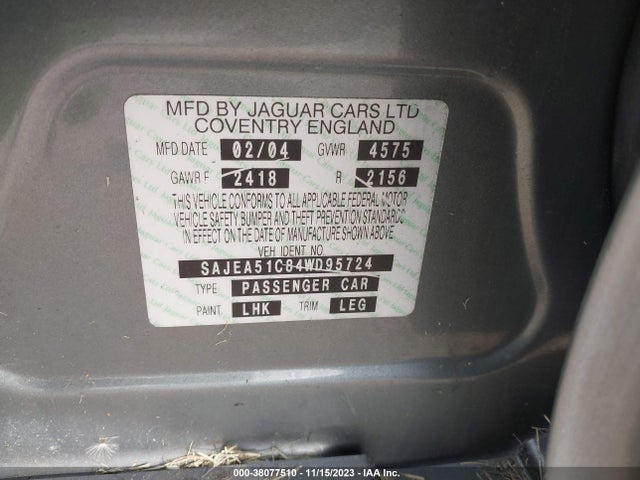 MFD BY JAGUAR CARS LTD
COVENTRY ENGLAND
MFD DATE 02/04 GVWR 4575
GAWR F 2418 R 2156
THIS VEHICLE CONFORMS TO ALL APPLICABLE FEDERAL MOTOR
VEHICLE SAFETY BUMPER AND THEFT PREVENTION STANDARDS
IN EFFECT ON THE DATE OF MANUFACTURE SHOWN ABOVE
VEH IDENT NO
SAJEA51C84WD95724
TYPE PASSENGER CAR
PAINT LHK TRIM LEG
000-38077510 - 11/15/2023 - IAA Inc.